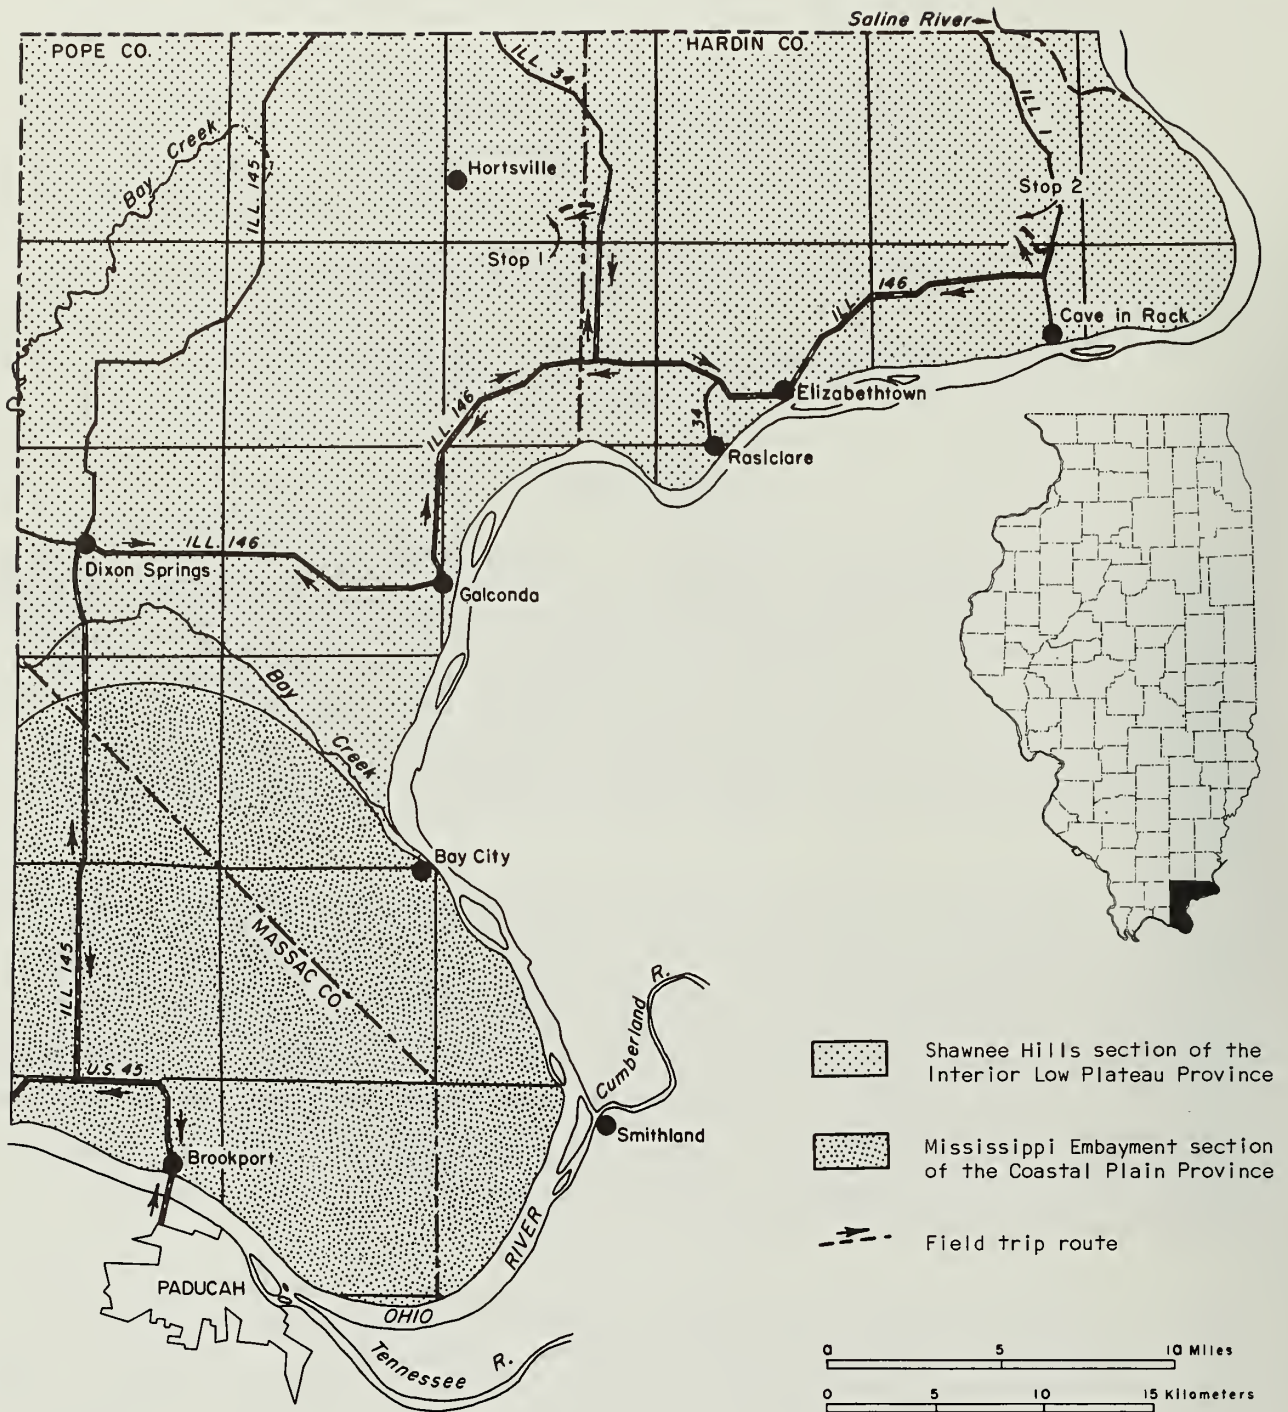 Saline River
POPE CO.
HARDIN CO.
ILL. 34
ILL. 1
Bay Creek
ILL. 145
Hortsville
Stop 2
Stop 1
ILL 146
Cave in Rack
ILL. 146
Elizabethtown
34
Raslclare
ILL. 146
Dixon Springs
Galconda
Bay Creek
Bay City
MASSAC CO.
ILL. 145
Cumberland R.
U.S. 45
Smithland
Brookport
Shawnee Hills section of the
Interior Low Plateau Province
Mississippi Embayment section
of the Coastal Plain Province
Field trip route
PADUCAH
OHIO RIVER
Tennessee R.
0 5 10 Miles
0 5 10 15 Kilometers